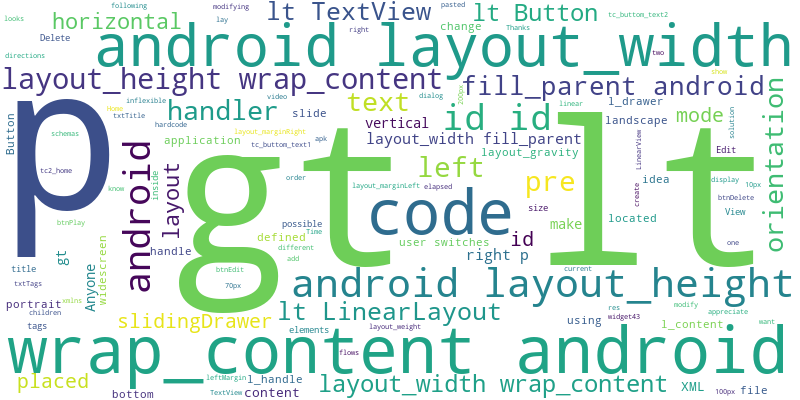 following
modifying
lt TextView
lt Button
pasted
tc_buttom_text2
looks
horizontal
lay
change
Thanks
Delete
android layout_width
right
two
directions
show
layout_height wrap_content
fill_parent android
p
inflexible
video
dialog
200px
linear
Home
text
id id
l_drawer
orientation
txtTitle
handler
slide
mode
Button
hardcode
vertical
landscape
solution
schemas
layout_marginRight
application
apk
layout_width fill_parent
LinearView
tc_buttom_text1
layout_gravity
Edit
android
layout
gt
lt
left
idea
display
tc2_home
inside
order
pre
create
10px
know
layout_marginLeft
elapsed
btnDelete
code
size
View
btnPlay
possible
make
located
Time
defined
id
user switches
different
one
handle
right p
add
gt
widescreen
title
btnEdit
current
Anyone
android layout_height
txtTags
70px
portrait
xmlns
res
modify
children
lt LinearLayout
widget43
appreciate
tags
slidingDrawer
elements
layout_weight
using
l_content
want
wrap_content android
flows
placed
leftMargin
l_handle
layout_width wrap_content
XML
bottom
TextView
content
100px
file